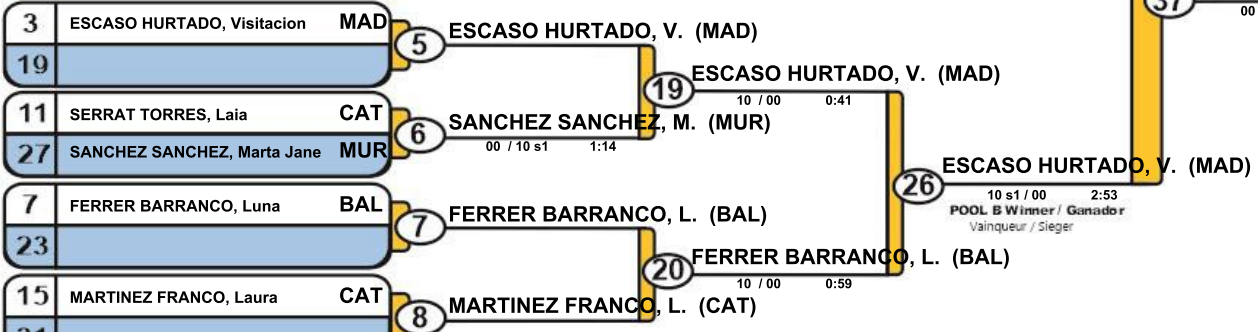 3 ESCASO HURTADO, Visitacion MAD
19
5
ESCASO HURTADO, V. (MAD)
11 SERRAT TORRES, Laia CAT
27 SANCHEZ SANCHEZ, Marta Jane MUR
6
SANCHEZ SANCHEZ, M. (MUR)
00 / 10 s1 1:14
19
ESCASO HURTADO, V. (MAD)
10 / 00 0:41
7 FERRER BARRANCO, Luna BAL
23
7
FERRER BARRANCO, L. (BAL)
15 MARTINEZ FRANCO, Laura CAT
8
MARTINEZ FRANCO, L. (CAT)
20
FERRER BARRANCO, L. (BAL)
10 / 00 0:59
26
ESCASO HURTADO, V. (MAD)
10 s1 / 00 2:53
POOL B Winner / Ganador
Vainqueur / Sieger
37
00